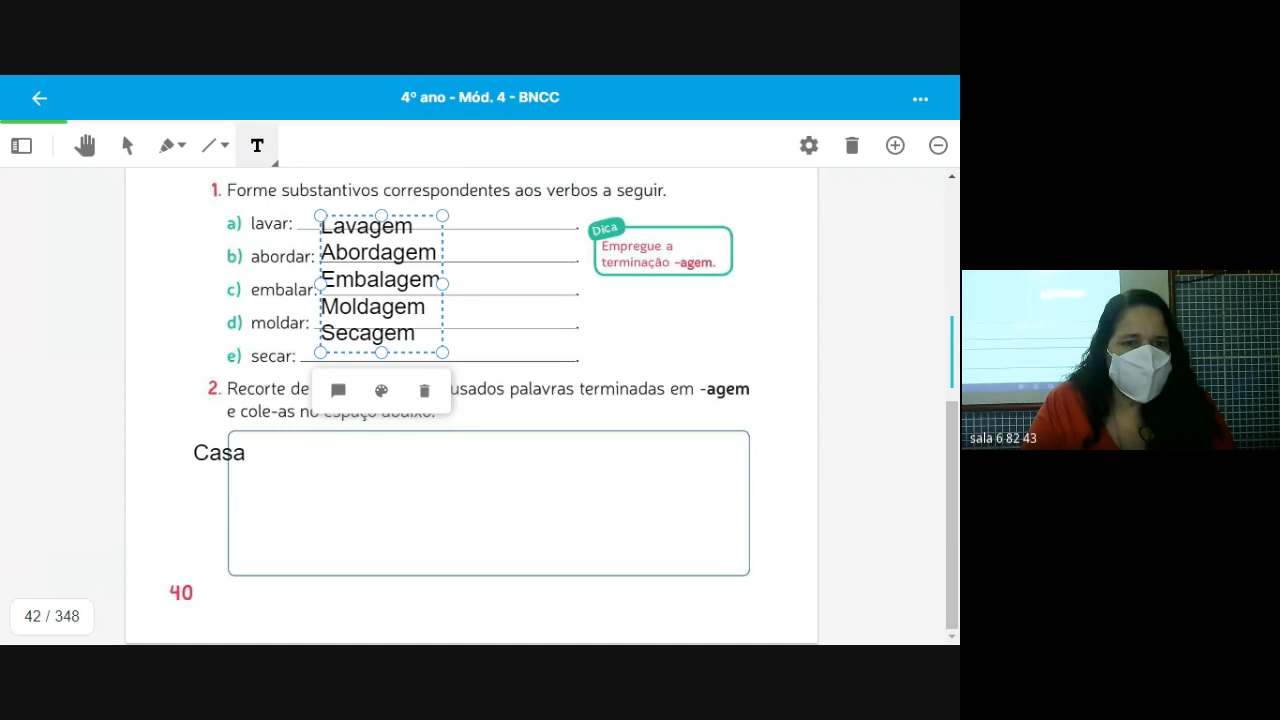 4º ano - Mód. 4 - BNCC
T
1. Forme substantivos correspondentes aos verbos a seguir.
a) lavar: Lavagem.
b) abordar: Abordagem.
c) embalar: Embalagem.
d) moldar: Moldagem.
e) secar: Secagem.
Dica
Empregue a
terminação -agem.
2. Recorte de usados palavras terminadas em -agem
e cole-as no espaço abaixo.
Casa
40
42 / 348
sala 6 82 43